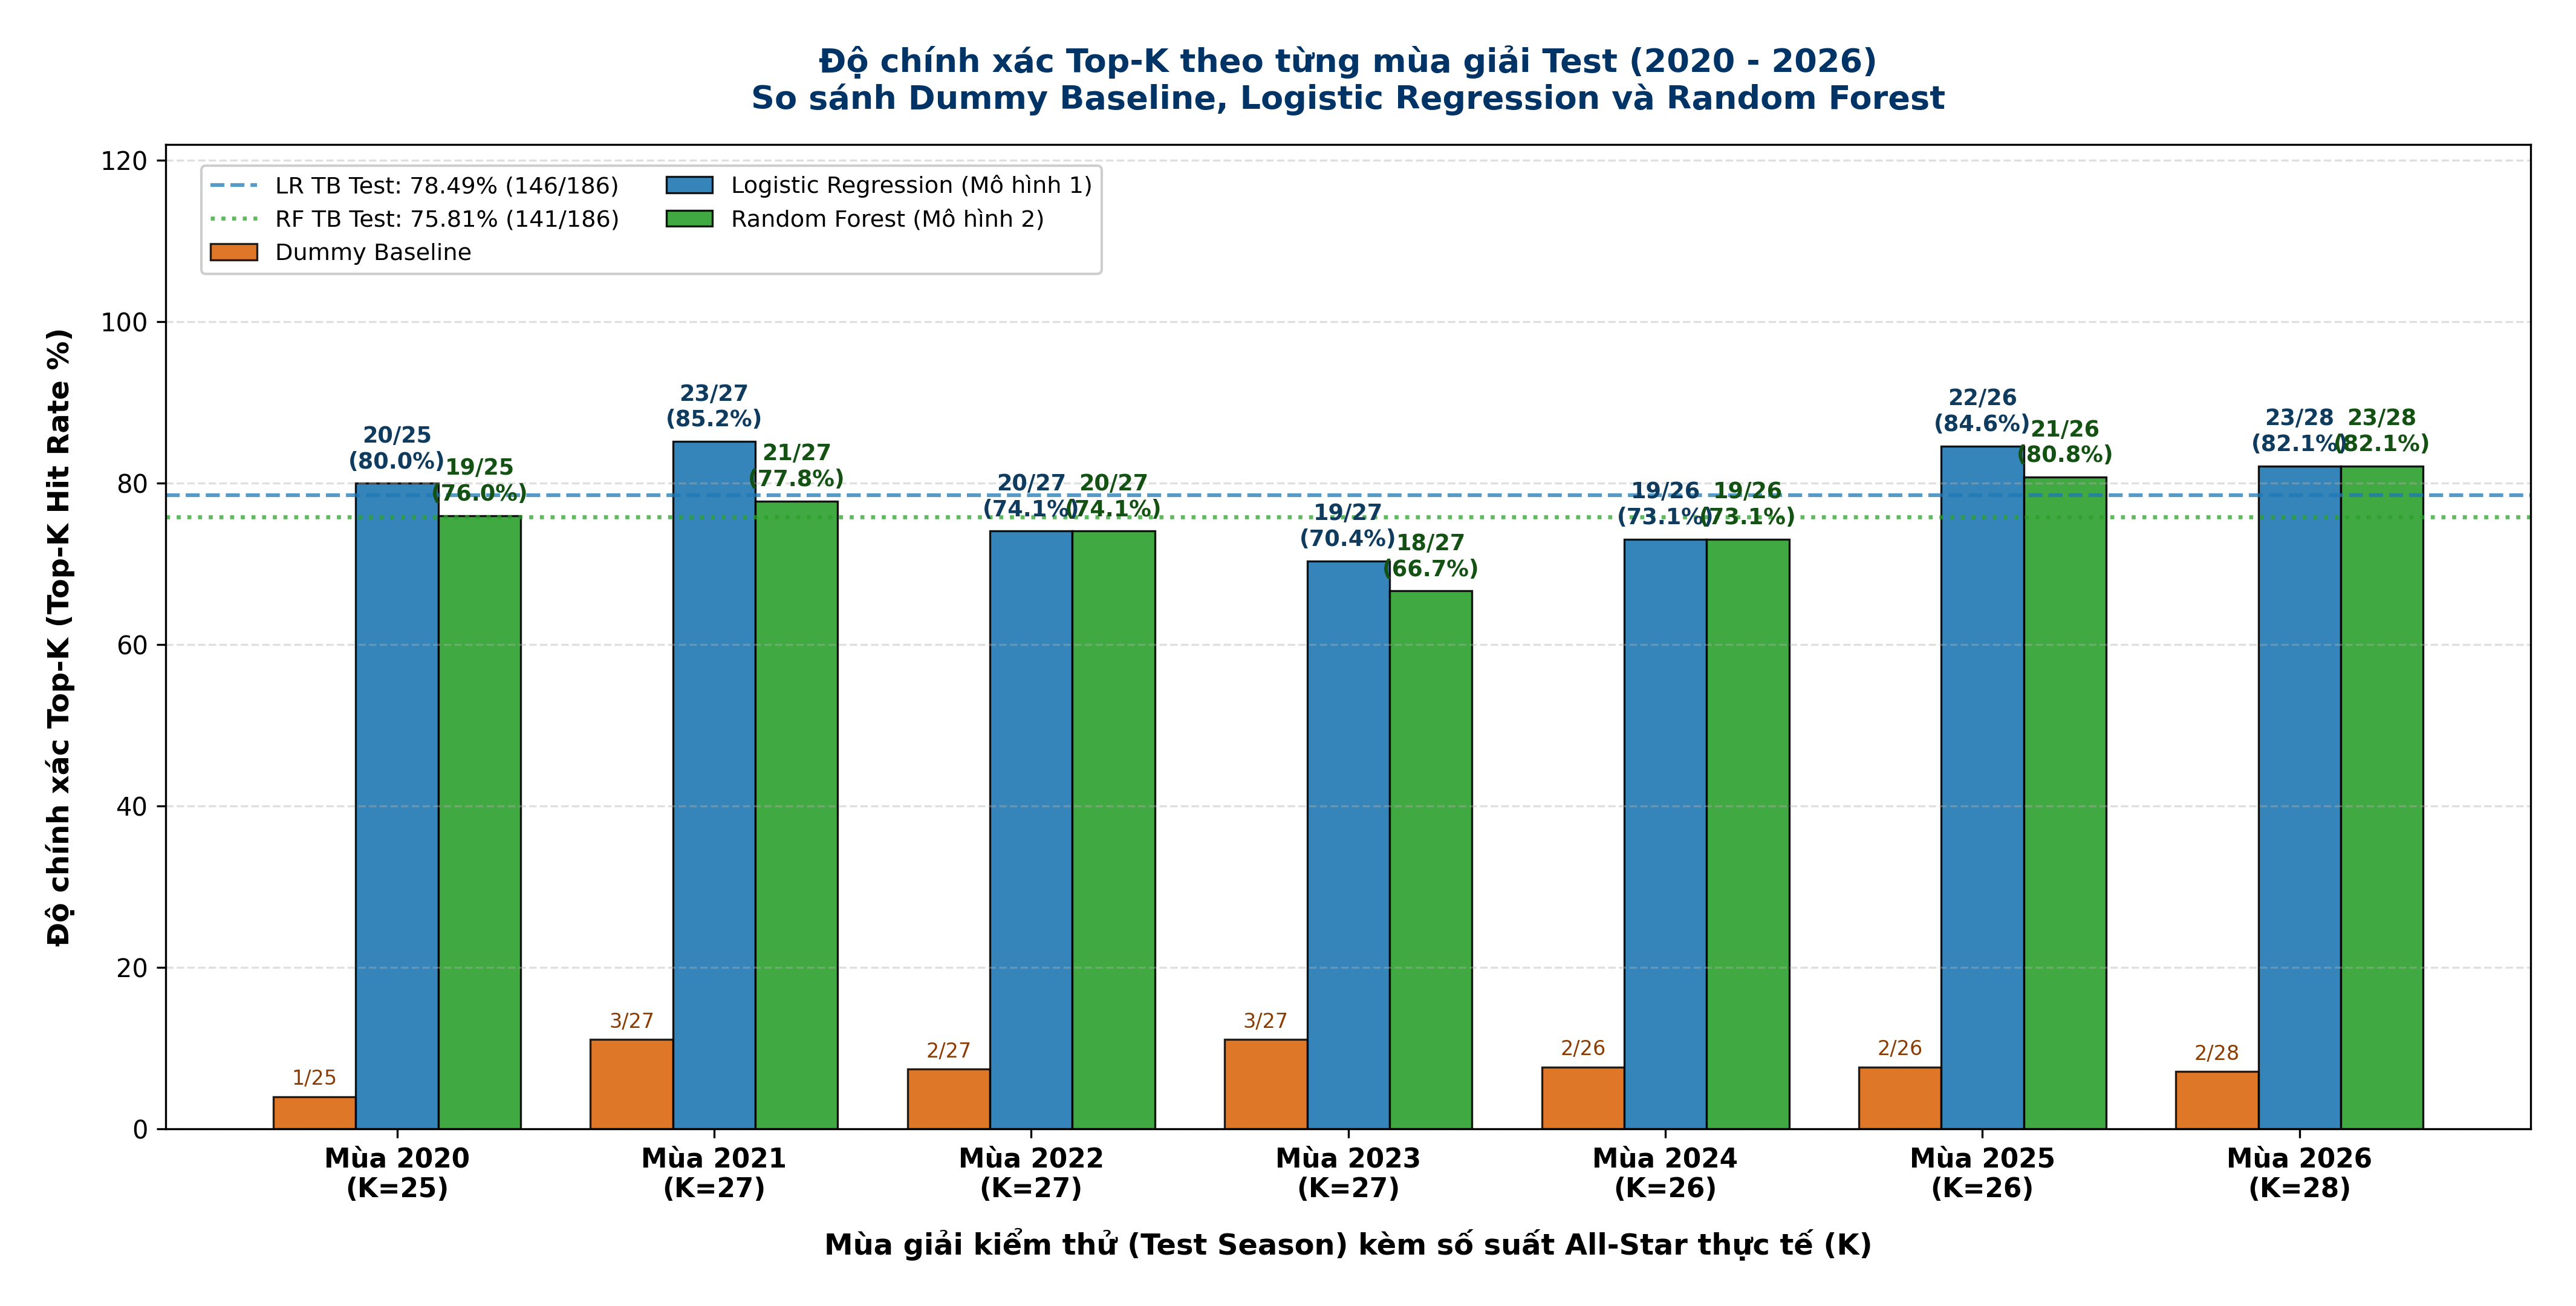 Độ chính xác Top-K theo từng mùa giải Test (2020 - 2026)
So sánh Dummy Baseline, Logistic Regression và Random Forest
Độ chính xác Top-K (Top-K Hit Rate %)
120
100
80
60
40
20
0
LR TB Test: 78.49% (146/186)
RF TB Test: 75.81% (141/186)
Dummy Baseline
Logistic Regression (Mô hình 1)
Random Forest (Mô hình 2)
1/25
20/25
(80.0%)
19/25
(76.0%)
3/27
23/27
(85.2%)
21/27
(77.8%)
2/27
20/27
(74.1%)
20/27
(74.1%)
3/27
19/27
(70.4%)
18/27
(66.7%)
2/26
19/26
(73.1%)
19/26
(73.1%)
2/26
22/26
(84.6%)
21/26
(80.8%)
2/28
23/28
(82.1%)
23/28
(82.1%)
Mùa 2020
(K=25)
Mùa 2021
(K=27)
Mùa 2022
(K=27)
Mùa 2023
(K=27)
Mùa 2024
(K=26)
Mùa 2025
(K=26)
Mùa 2026
(K=28)
Mùa giải kiểm thử (Test Season) kèm số suất All-Star thực tế (K)